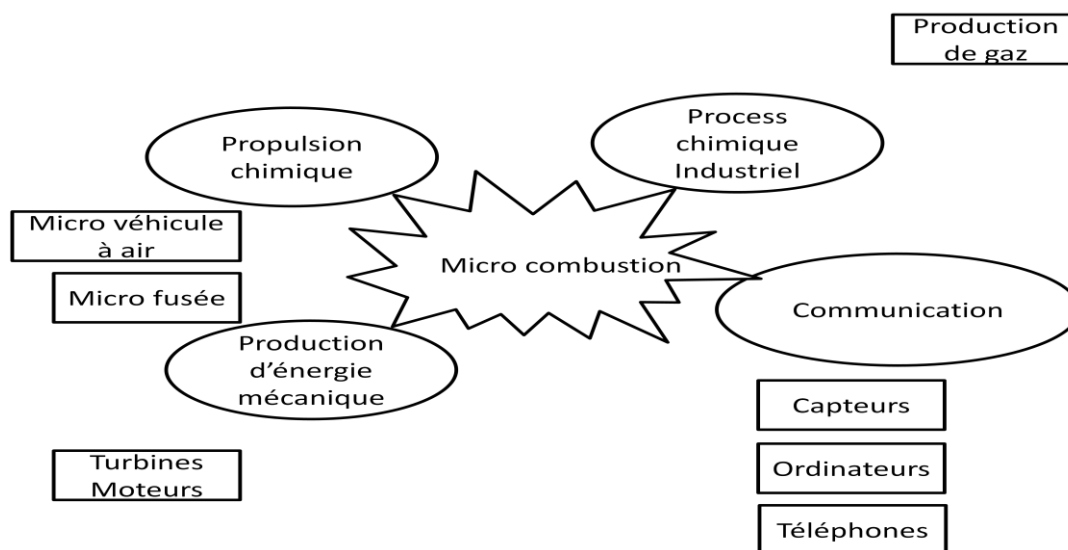 Production
de gaz
Propulsion
chimique
Process
chimique
Industriel
Micro véhicule
à air
Micro fusée
Micro combustion
Communication
Production
d’énergie
mécanique
Capteurs
Turbines
Moteurs
Ordinateurs
Téléphones